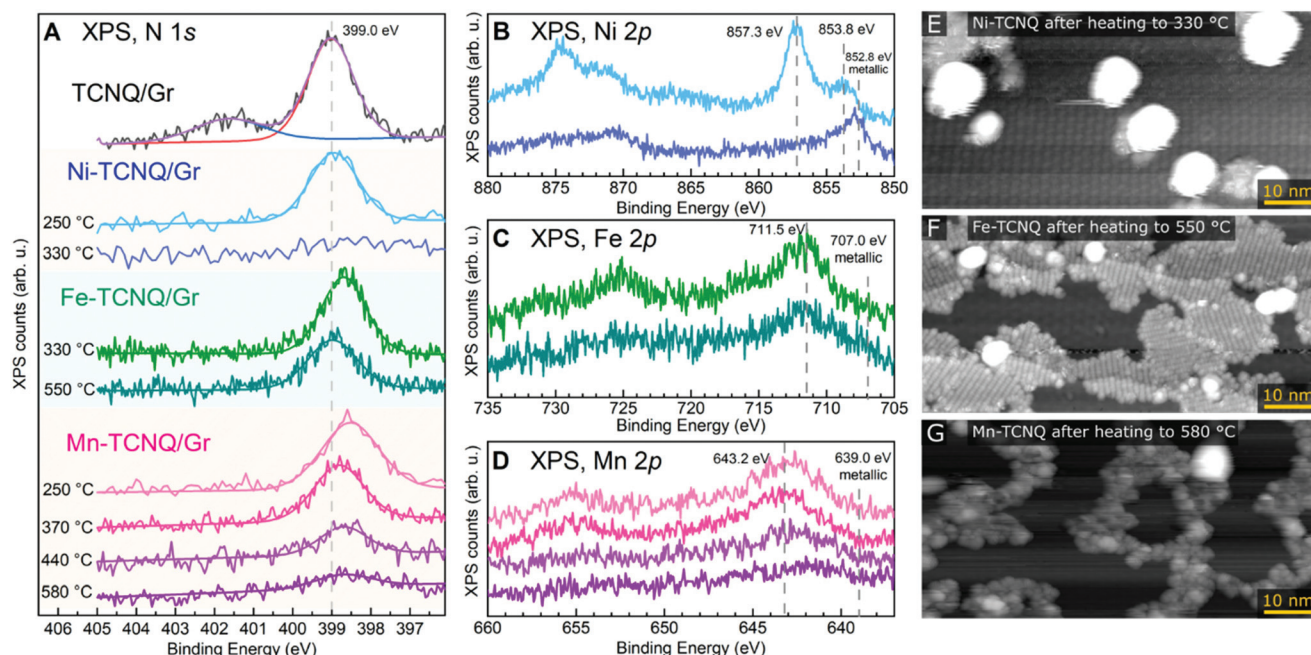 A XPS, N 1s
399.0 eV
TCNQ/Gr
Ni-TCNQ/Gr
250 °C
330 °C
Fe-TCNQ/Gr
330 °C
550 °C
Mn-TCNQ/Gr
250 °C
370 °C
440 °C
580 °C
XPS counts (arb. u.)
406 405 404 403 402 401 400 399 398 397
Binding Energy (eV)
B XPS, Ni 2p
857.3 eV
853.8 eV
852.8 eV
metallic
XPS counts (arb. u.)
880 875 870 865 860 855 850
Binding Energy (eV)
C XPS, Fe 2p
711.5 eV
707.0 eV
metallic
XPS counts (arb. u.)
735 725 715 710 705
Binding Energy (eV)
D XPS, Mn 2p
643.2 eV
639.0 eV
metallic
XPS counts (arb. u.)
660 655 650 645 640
Binding Energy (eV)
E Ni-TCNQ after heating to 330 °C
10 nm
F Fe-TCNQ after heating to 550 °C
10 nm
G Mn-TCNQ after heating to 580 °C
10 nm